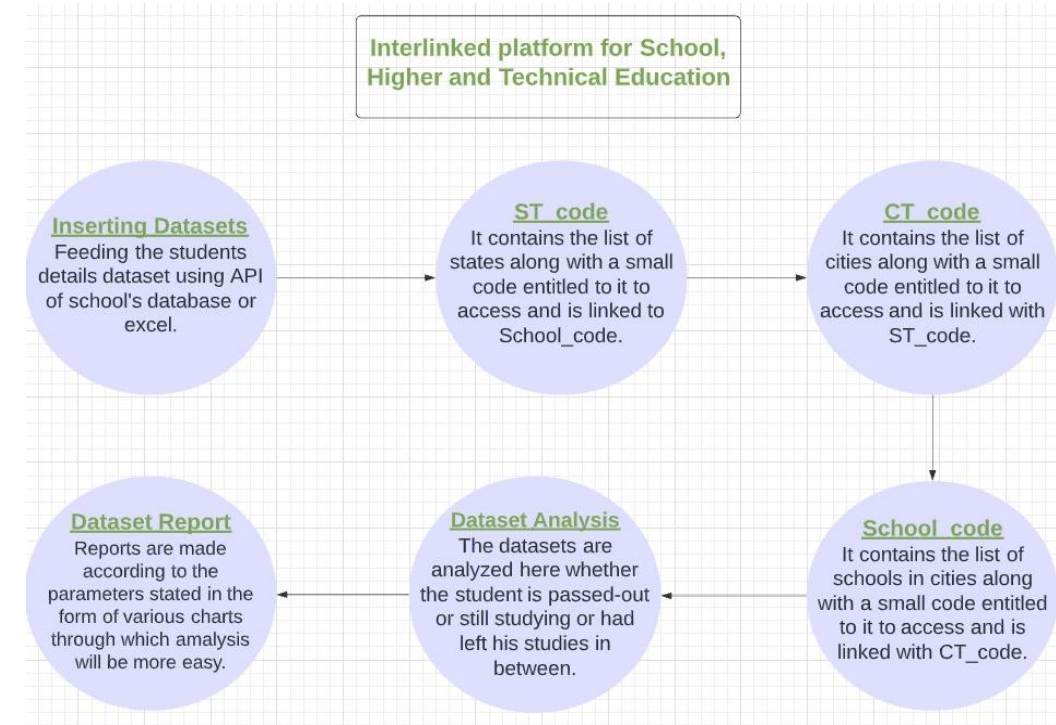 Interlinked platform for School,
Higher and Technical Education
Inserting Datasets
Feeding the students
details dataset using API
of school's database or
excel.
ST_code
It contains the list of
states along with a small
code entitled to it to
access and is linked to
School_code.
CT_code
It contains the list of
cities along with a small
code entitled to it to
access and is linked with
ST_code.
School_code
It contains the list of
schools in cities along
with a small code entitled
to it to access and is
linked with CT_code.
Dataset Analysis
The datasets are
analyzed here whether
the student is passed-out
or still studying or had
left his studies in
between.
Dataset Report
Reports are made
according to the
parameters stated in the
form of various charts
through which amalysis
will be more easy.